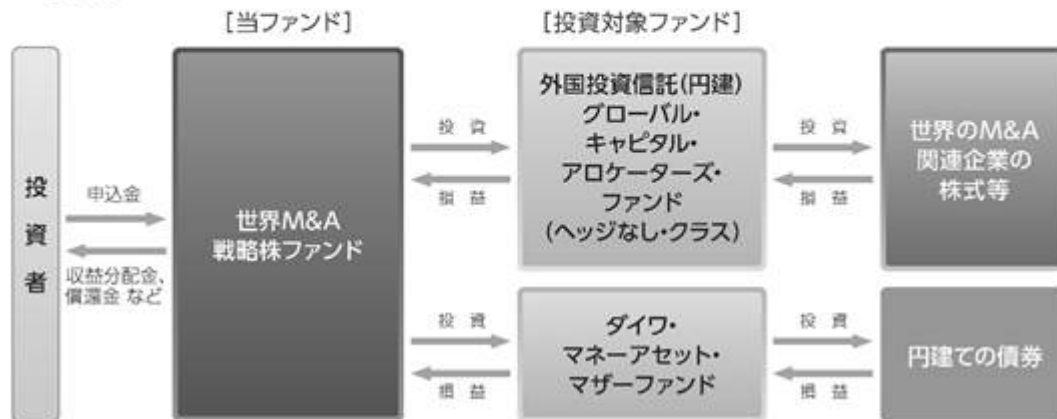 [当ファンド]
[投資対象ファンド]
投資者
申込金
収益分配金、
償還金 など
世界M&A
戦略株ファンド
投 資
損 益
外国投資信託(円建)
グローバル・
キャピタル・
アロケーターズ・
ファンド
(ヘッジなし・クラス)
投 資
損 益
世界のM&A
関連企業の
株式等
投 資
損 益
ダイワ・
マネーアセット・
マザーファンド
投 資
損 益
円建ての債券